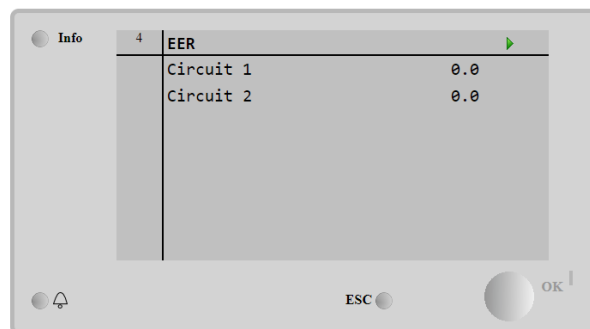 Info
4 EER
Circuit 1 0.0
Circuit 2 0.0
ESC
OK